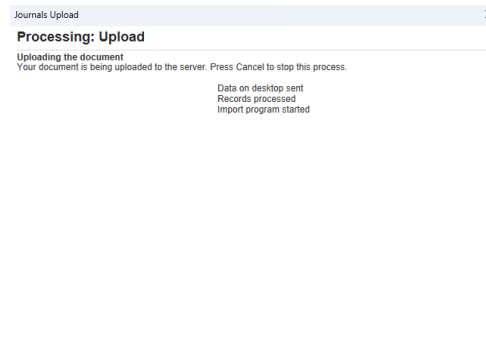 Journals Upload
Processing: Upload
Uploading the document
Your document is being uploaded to the server. Press Cancel to stop this process.
Data on desktop sent
Records processed
Import program started